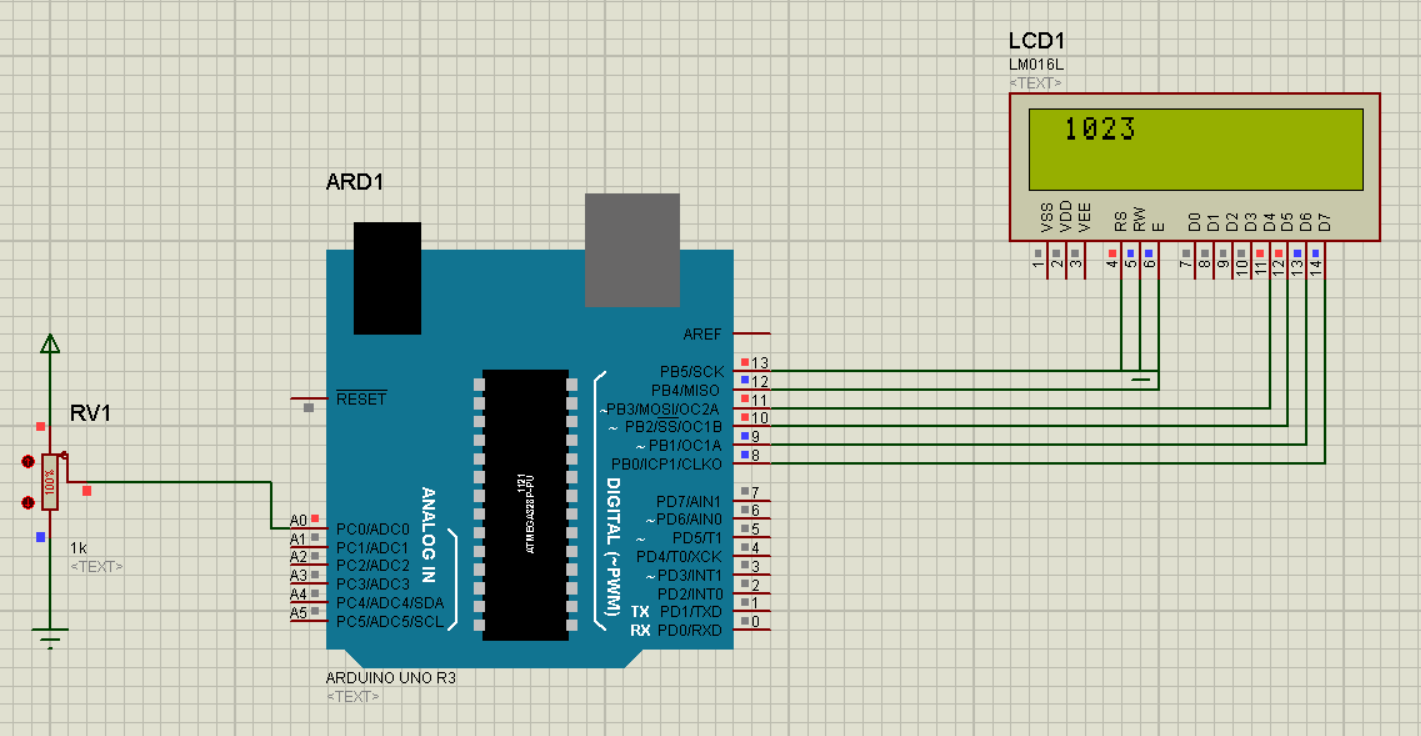 LCD1
LM016L
<TEXT>
1023
VSS
VDD
VEE
RS
RW
E
D0
D1
D2
D3
D4
D5
D6
D7
1
2
3
4
5
6
7
8
9
10
11
12
13
14
ARD1
AREF
PB5/SCK 13
PB4/MISO 12
~PB3/MOSI/OC2A 11
~ PB2/SS/OC1B 10
~ PB1/OC1A 9
PB0/ICP1/CLKO 8
PD7/AIN1 7
~PD6/AIN0 6
~ PD5/T1 5
PD4/T0/XCK 4
~PD3/INT1 3
PD2/INT0 2
TX PD1/TXD 1
RX PD0/RXD 0
DIGITAL (~PWM)
1121
ATMEGA328P-PU
RESET
ANALOG IN
A0 PC0/ADC0
A1 PC1/ADC1
A2 PC2/ADC2
A3 PC3/ADC3
A4 PC4/ADC4/SDA
A5 PC5/ADC5/SCL
ARDUINO UNO R3
<TEXT>
RV1
100%
1k
<TEXT>